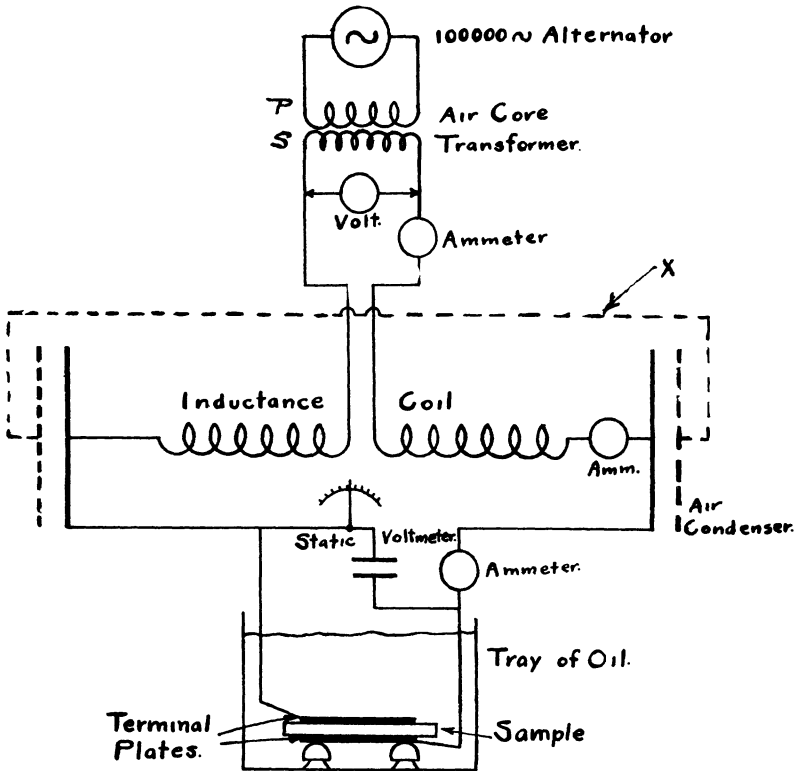 100000~ Alternator
P
Air Core
S
Transformer.
Volt.
Ammeter
X
Inductance
Coil
Amm.
Air
Condenser.
Static
Voltmeter.
Ammeter.
Tray of Oil.
Terminal
Plates.
Sample